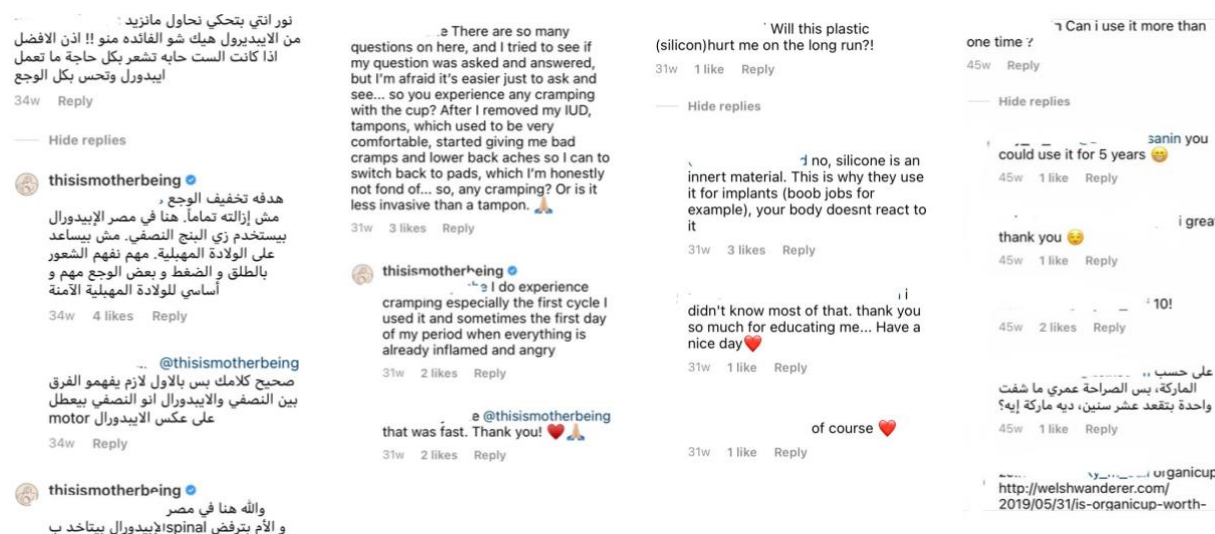 نور انتي بتحكي نحاول مانزيد
من الايبديرول هيك شو الفائده منو !! اذن الافضل
اذا كانت الست حابه تشعر بكل حاجة ما تعمل
ايبدورل وتحس بكل الوجع
34w Reply
Hide replies
thisismotherbeing
هدفه تخفيف الوجع
مش إزالته تماماً. هنا في مصر الإبيدورال
بيستخدم زي البنج النصفي. مش بيساعد
على الولادة المهبلية. مهم نفهم الشعور
بالطلق و الضغط و بعض الوجع مهم و
أساسي للولادة المهبلية الآمنة
34w 4 likes Reply
@thisismotherbeing
صحيح كلامك بس بالاول لازم يفهمو الفرق
بين النصفي والايبدورال انو النصفي بيعطل
motor على عكس الايبدورال
34w Reply
thisismotherbeing
والله هنا في مصر
الإبيدورال بيتاخد ب spinal و الأم بترفض
There are so many
questions on here, and I tried to see if
my question was asked and answered,
but I'm afraid it's easier just to ask and
see... so you experience any cramping
with the cup? After I removed my IUD,
tampons, which used to be very
comfortable, started giving me bad
cramps and lower back aches so I can to
switch back to pads, which I'm honestly
not fond of... so, any cramping? Or is it
less invasive than a tampon. 🙏🏼
31w 3 likes Reply
thisismotherbeing
I do experience
cramping especially the first cycle I
used it and sometimes the first day
of my period when everything is
already inflamed and angry
31w 2 likes Reply
@thisismotherbeing
that was fast. Thank you! ♥️🙏🏼
31w 2 likes Reply
Will this plastic
(silicon)hurt me on the long run?!
31w 1 like Reply
Hide replies
no, silicone is an
innert material. This is why they use
it for implants (boob jobs for
example), your body doesnt react to
it
31w 3 likes Reply
i
didn't know most of that. thank you
so much for educating me... Have a
nice day❤️
31w 1 like Reply
of course ❤️
31w 1 like Reply
Can i use it more than
one time ?
45w Reply
Hide replies
sanin you
could use it for 5 years 😁
45w 1 like Reply
i grea
thank you ☺️
45w 1 like Reply
10!
45w 2 likes Reply
على حسب
الماركة، بس الصراحة عمري ما شفت
واحدة بتقعد عشر سنين، ديه ماركة إيه؟
45w 1 like Reply
organicup
http://welshwanderer.com/
2019/05/31/is-organicup-worth-